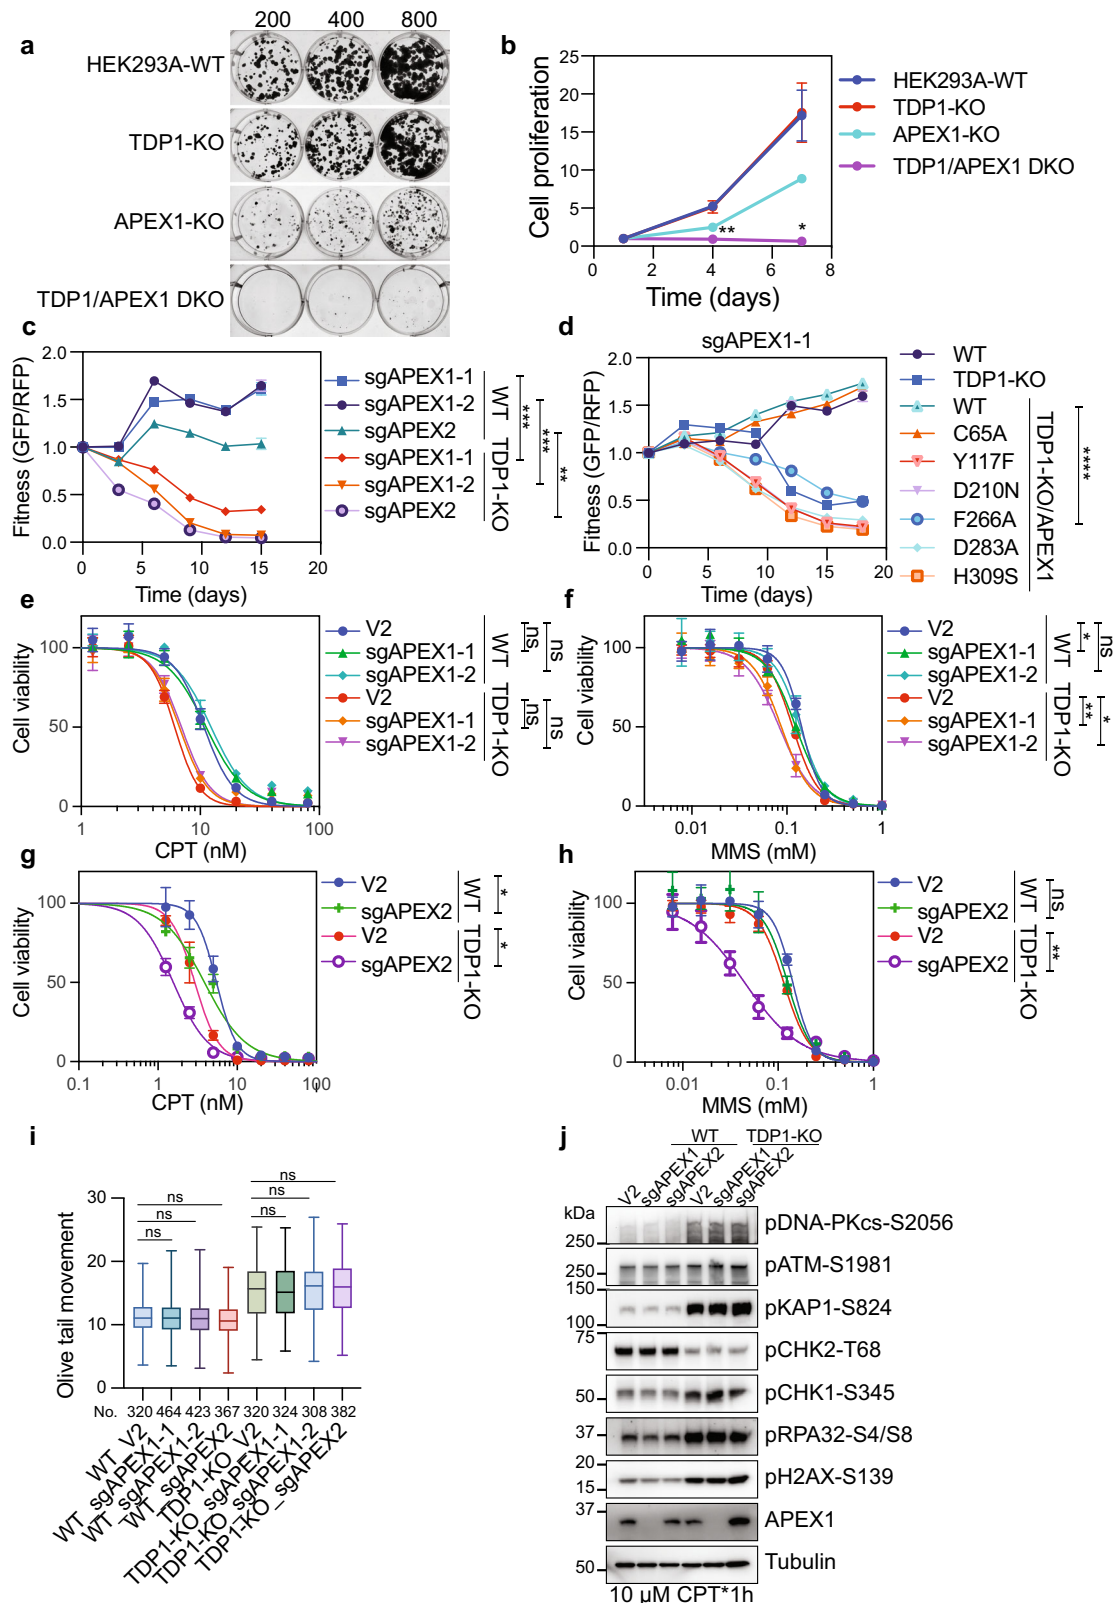 a
200 400 800
HEK293A-WT
TDP1-KO
APEX1-KO
TDP1/APEX1 DKO
b
Cell proliferation
25
20
15
10
5
0
0 2 4 6 8
Time (days)
** *
HEK293A-WT
TDP1-KO
APEX1-KO
TDP1/APEX1 DKO
c
Fitness (GFP/RFP)
2.0
1.5
1.0
0.5
0.0
0 5 10 15 20
Time (days)
sgAPEX1-1
sgAPEX1-2
sgAPEX2
sgAPEX1-1
sgAPEX1-2
sgAPEX2
WT
TDP1-KO
***
***
**
d
sgAPEX1-1
Fitness (GFP/RFP)
2.0
1.5
1.0
0.5
0.0
0 5 10 15 20
Time (days)
WT
TDP1-KO
WT
C65A
Y117F
D210N
F266A
D283A
H309S
TDP1-KO/APEX1
****
e
Cell viability
100
50
0
1 10 100
CPT (nM)
V2
sgAPEX1-1
sgAPEX1-2
V2
sgAPEX1-1
sgAPEX1-2
WT
TDP1-KO
ns
ns
ns
ns
f
Cell viability
100
50
0
0.01 0.1 1
MMS (mM)
V2
sgAPEX1-1
sgAPEX1-2
V2
sgAPEX1-1
sgAPEX1-2
WT
TDP1-KO
*
ns
**
*
g
Cell viability
100
50
0
0.1 1 10 100
CPT (nM)
V2
sgAPEX2
V2
sgAPEX2
WT
TDP1-KO
*
*
h
Cell viability
100
50
0
0.01 0.1 1
MMS (mM)
V2
sgAPEX2
V2
sgAPEX2
WT
TDP1-KO
ns
***
i
Olive tail movement
30
20
10
0
ns
ns
ns
ns
ns
ns
No. 320 464 423 367 320 324 308 382
WT_V2
WT_sgAPEX1-1
WT_sgAPEX1-2
WT_sgAPEX2
TDP1-KO_V2
TDP1-KO_sgAPEX1-1
TDP1-KO_sgAPEX1-2
TDP1-KO_sgAPEX2
j
WT TDP1-KO
V2 sgAPEX1 sgAPEX2 V2 sgAPEX1 sgAPEX2
kDa
250
pDNA-PKcs-S2056
250
pATM-S1981
150
100
pKAP1-S824
75
pCHK2-T68
50
pCHK1-S345
37
pRPA32-S4/S8
20
15
pH2AX-S139
37
APEX1
50
Tubulin
10 µM CPT*1h